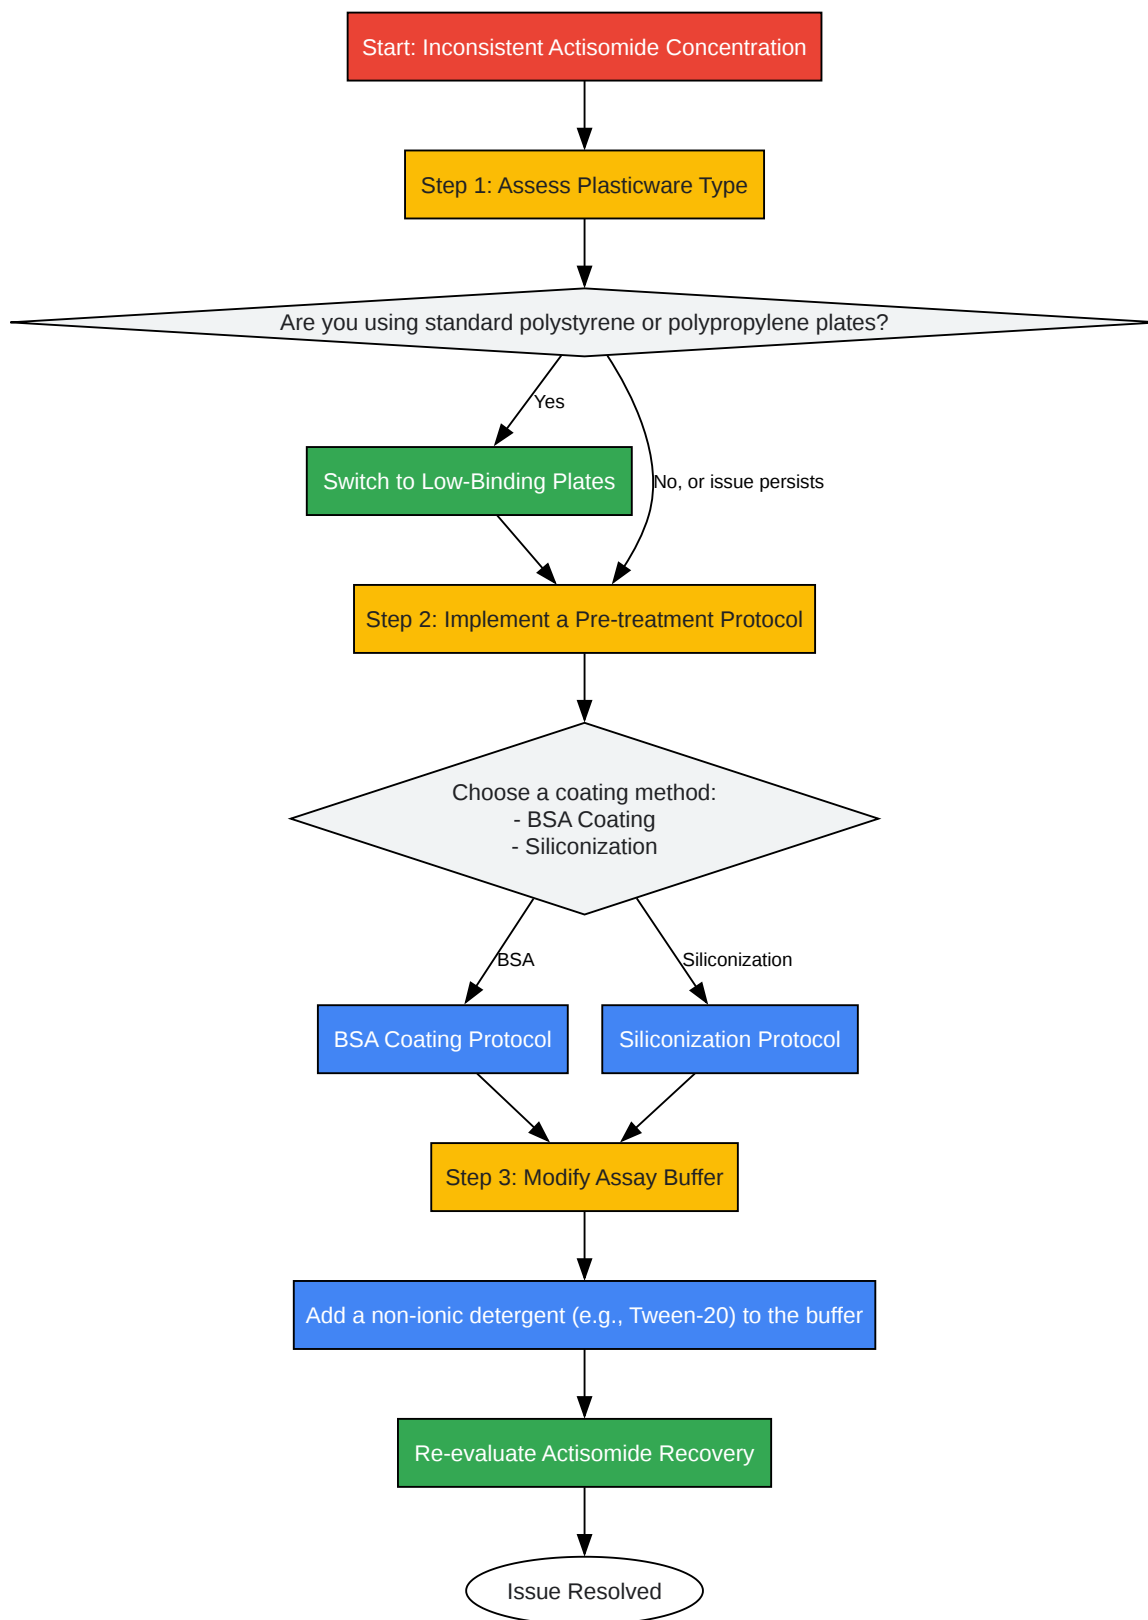 Start: Inconsistent Actisomide Concentration
Step 1: Assess Plasticware Type
Are you using standard polystyrene or polypropylene plates?
Yes
Switch to Low-Binding Plates
No, or issue persists
Step 2: Implement a Pre-treatment Protocol
Choose a coating method:
- BSA Coating
- Siliconization
BSA
Siliconization
BSA Coating Protocol
Siliconization Protocol
Step 3: Modify Assay Buffer
Add a non-ionic detergent (e.g., Tween-20) to the buffer
Re-evaluate Actisomide Recovery
Issue Resolved